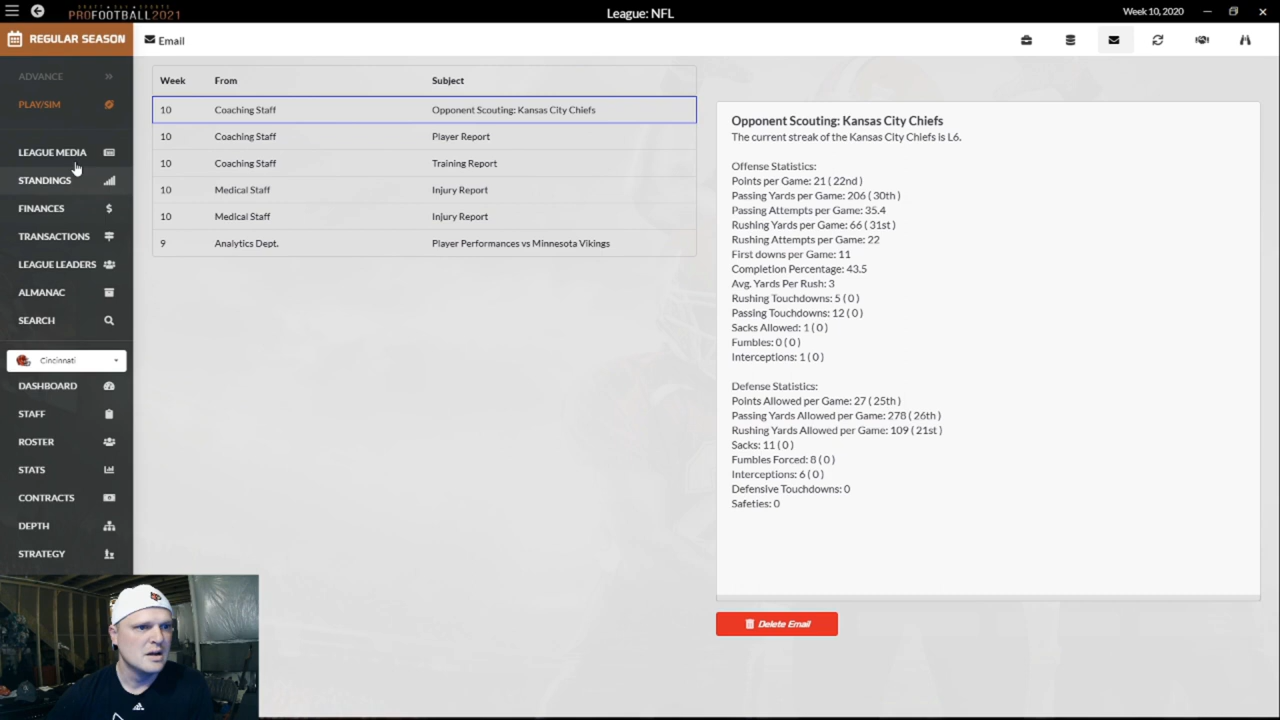 DRAFT DAY SPORTS
PROFOOTBALL2021
League: NFL
Week 10, 2020
REGULAR SEASON
Email
ADVANCE
PLAY/SIM
LEAGUE MEDIA
STANDINGS
FINANCES
TRANSACTIONS
LEAGUE LEADERS
ALMANAC
SEARCH
Cincinnati
DASHBOARD
STAFF
ROSTER
STATS
CONTRACTS
DEPTH
STRATEGY
Week From Subject
10 Coaching Staff Opponent Scouting: Kansas City Chiefs
10 Coaching Staff Player Report
10 Coaching Staff Training Report
10 Medical Staff Injury Report
10 Medical Staff Injury Report
9 Analytics Dept. Player Performances vs Minnesota Vikings
Opponent Scouting: Kansas City Chiefs
The current streak of the Kansas City Chiefs is L6.
Offense Statistics:
Points per Game: 21 ( 22nd )
Passing Yards per Game: 206 ( 30th )
Passing Attempts per Game: 35.4
Rushing Yards per Game: 66 ( 31st )
Rushing Attempts per Game: 22
First downs per Game: 11
Completion Percentage: 43.5
Avg. Yards Per Rush: 3
Rushing Touchdowns: 5 ( 0 )
Passing Touchdowns: 12 ( 0 )
Sacks Allowed: 1 ( 0 )
Fumbles: 0 ( 0 )
Interceptions: 1 ( 0 )
Defense Statistics:
Points Allowed per Game: 27 ( 25th )
Passing Yards Allowed per Game: 278 ( 26th )
Rushing Yards Allowed per Game: 109 ( 21st )
Sacks: 11 ( 0 )
Fumbles Forced: 8 ( 0 )
Interceptions: 6 ( 0 )
Defensive Touchdowns: 0
Safeties: 0
Delete Email